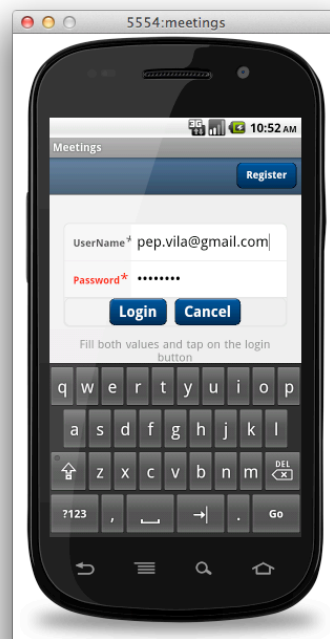 5554:meetings
3G 10:52 AM
Meetings
Register
UserName* pep.vila@gmail.com
Password* ••••••••
Login Cancel
Fill both values and tap on the login
button
q w e r t y u i o p
a s d f g h j k l
z x c v b n m DEL
?123 , . Go